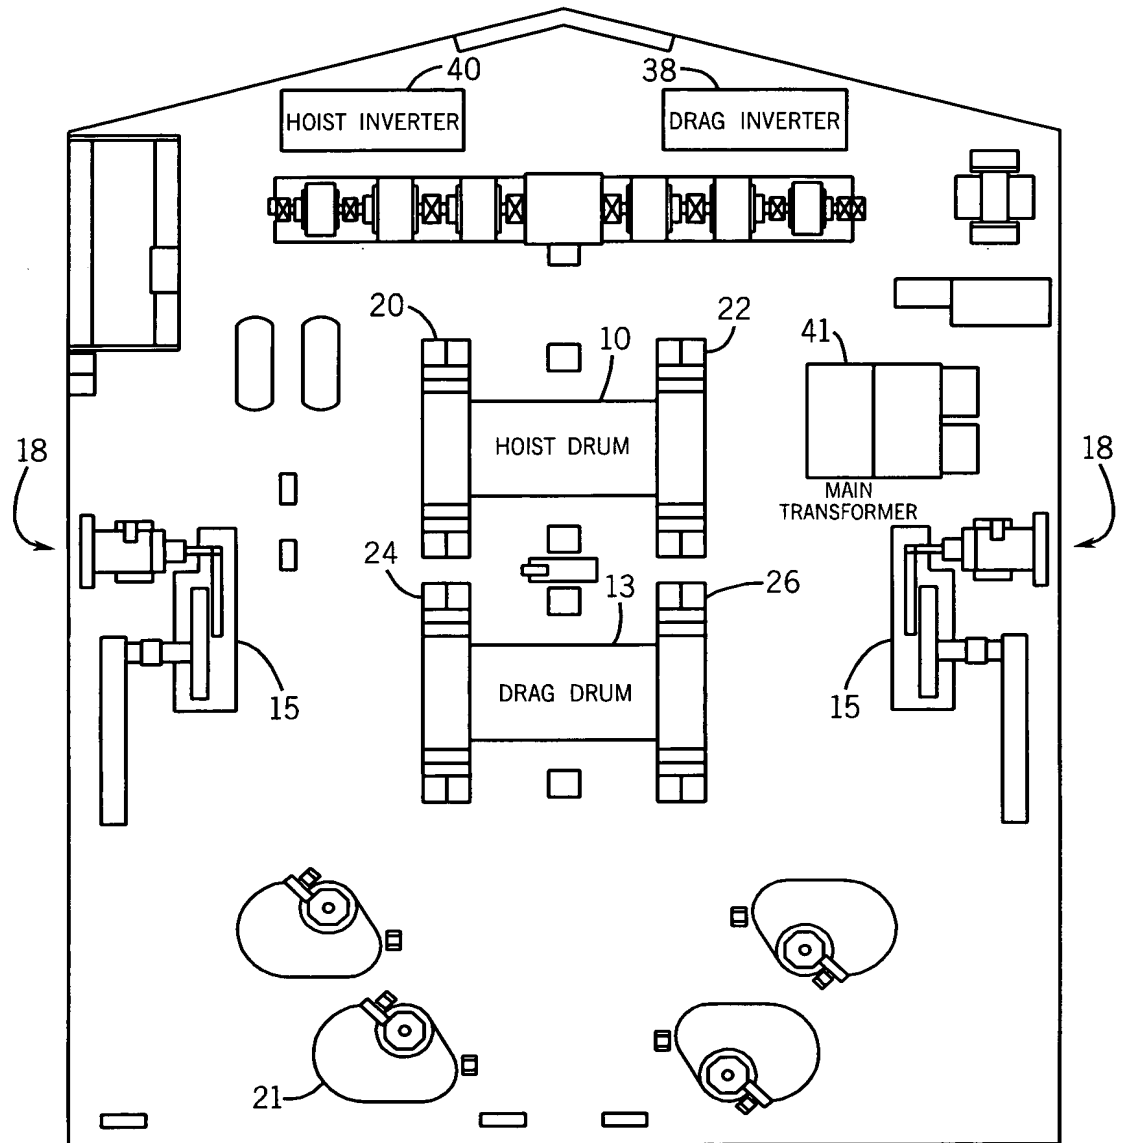 40
38
HOIST INVERTER
DRAG INVERTER
20
22
10
41
HOIST DRUM
18
18
MAIN
TRANSFORMER
24
13
26
DRAG DRUM
15
15
21